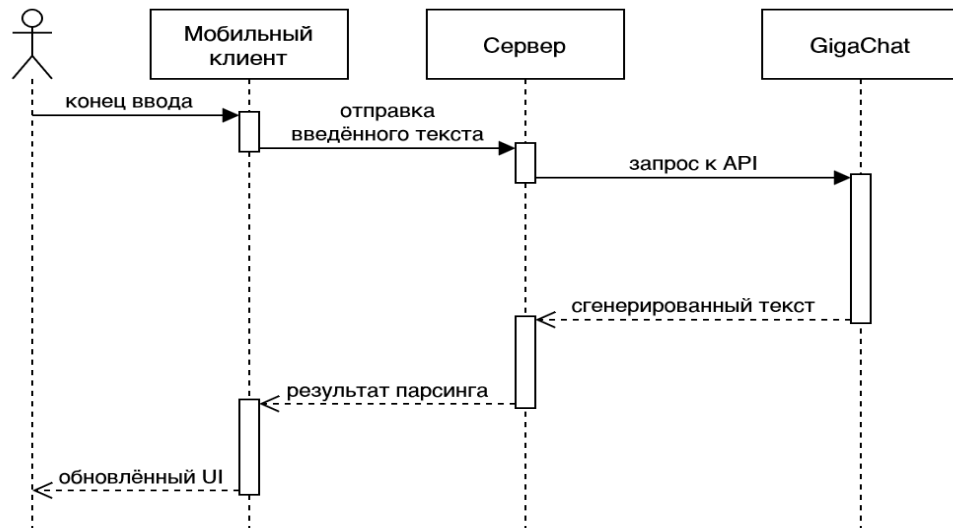 Мобильный
клиент
Сервер
GigaChat
конец ввода
отправка
введённого текста
запрос к API
сгенерированный текст
результат парсинга
обновлённый UI